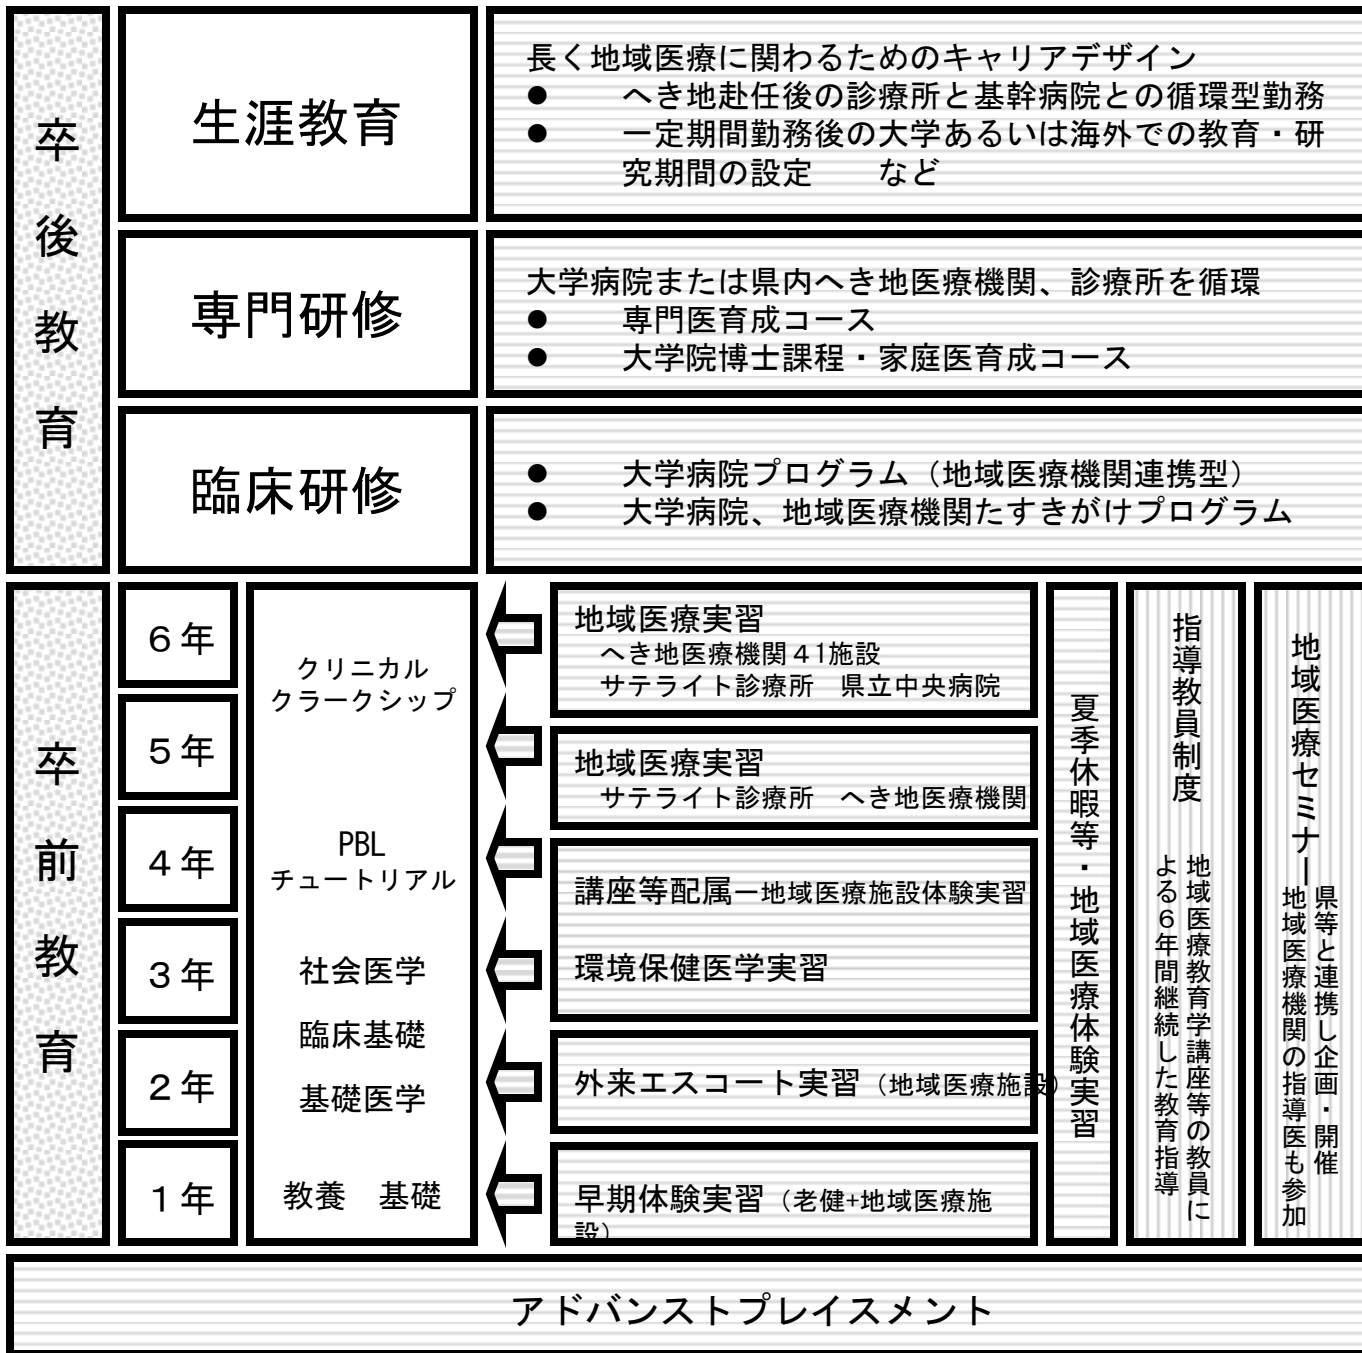 卒後教育
生涯教育
長く地域医療に関わるためのキャリアデザイン
● へき地赴任後の診療所と基幹病院との循環型勤務
● 一定期間勤務後の大学あるいは海外での教育・研
究期間の設定　　など
専門研修
大学病院または県内へき地医療機関、診療所を循環
● 専門医育成コース
● 大学院博士課程・家庭医育成コース
臨床研修
● 大学病院プログラム（地域医療機関連携型）
● 大学病院、地域医療機関たすきがけプログラム
卒前教育
６年
５年
４年
３年
２年
１年
クリニカル
クラークシップ
PBL
チュートリアル
社会医学
臨床基礎
基礎医学
教養　基礎
地域医療実習
へき地医療機関４1施設
サテライト診療所　県立中央病院
地域医療実習
サテライト診療所　へき地医療機関
講座等配属－地域医療施設体験実習
環境保健医学実習
外来エスコート実習（地域医療施設）
早期体験実習（老健+地域医療施
設）
夏季休暇等・地域医療体験実習
指導教員制度
地域医療教育学講座等の教員に
よる６年間継続した教育指導
地域医療セミナー
県等と連携し企画・開催
地域医療機関の指導医も参加
アドバンストプレイスメント